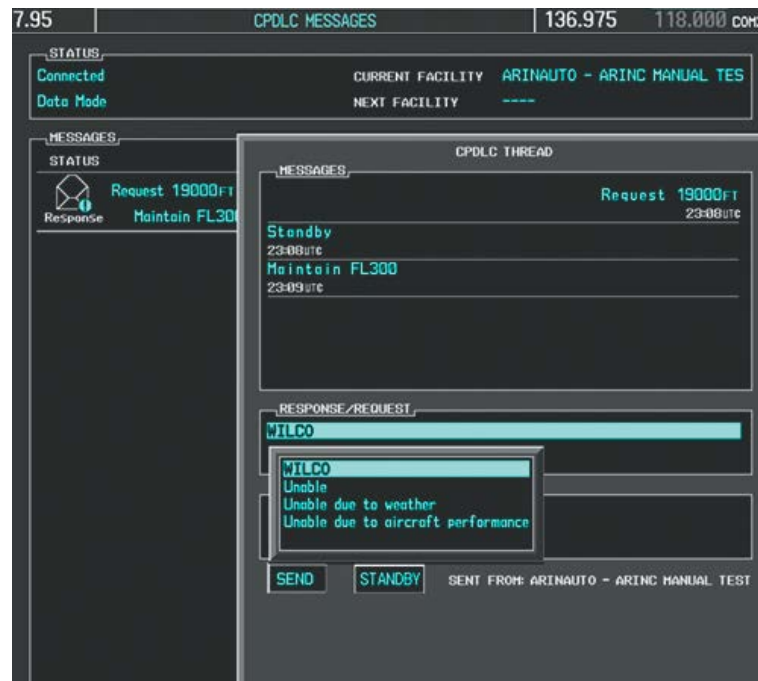 7.95 CPDLC MESSAGES 136.975 118.000 COM
STATUS
Connected CURRENT FACILITY ARINAUTO - ARINC MANUAL TES
Data Mode NEXT FACILITY ----
MESSAGES
STATUS
Request 19000FT
Response Maintain FL300
CPDLC THREAD
MESSAGES
Request 19000FT
23:08UTC
Standby
23:08UTC
Maintain FL300
23:09UTC
RESPONSE/REQUEST
WILCO
WILCO
Unable
Unable due to weather
Unable due to aircraft performance
SEND STANDBY SENT FROM: ARINAUTO - ARINC MANUAL TEST